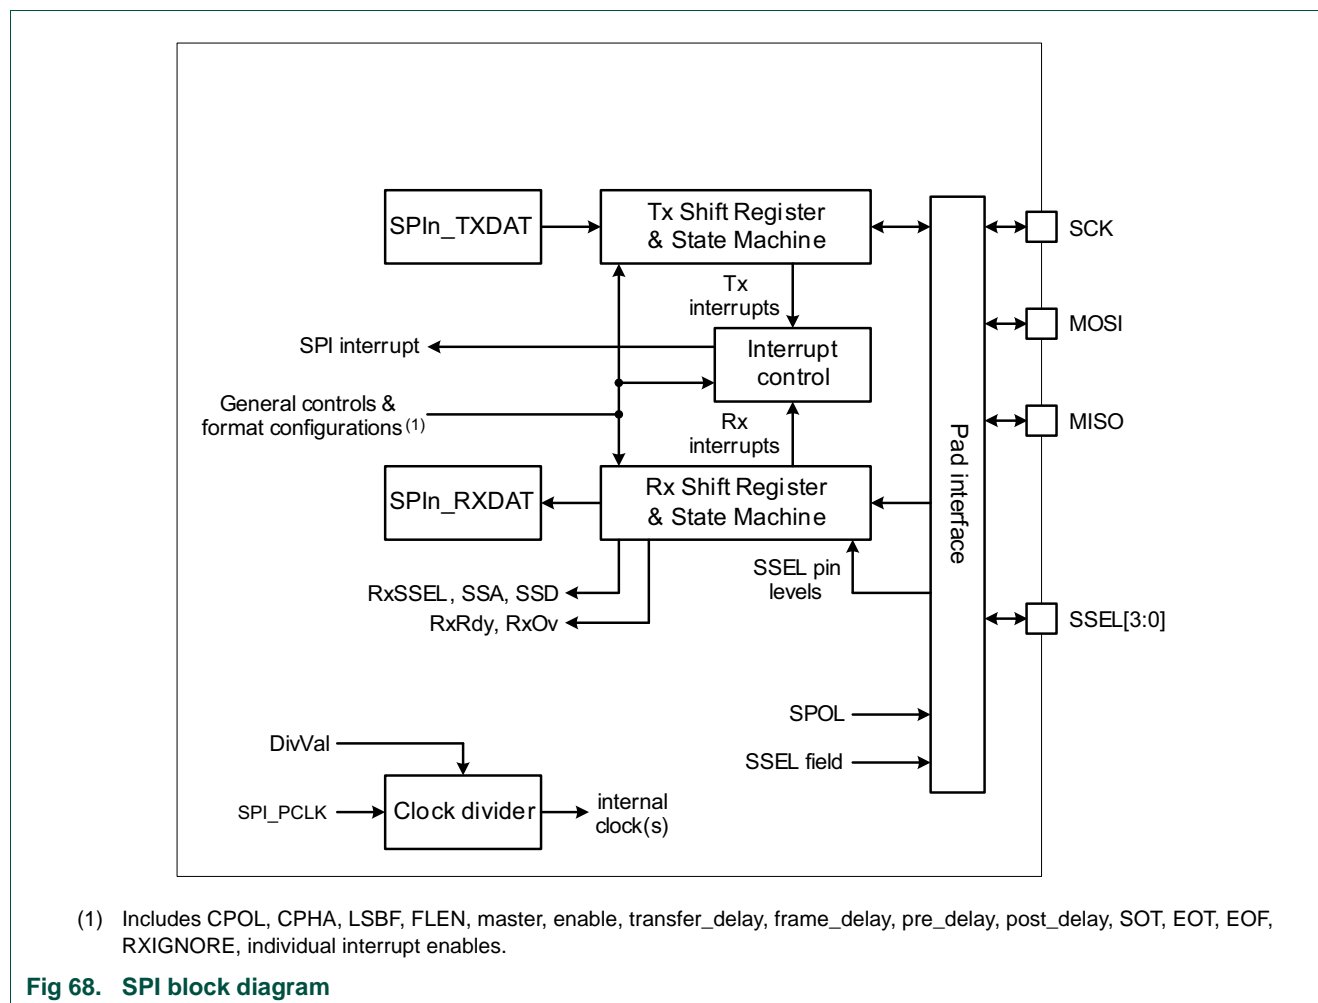 SPIn_TXDAT
Tx Shift Register
& State Machine
SCK
Tx
interrupts
MOSI
SPI interrupt
Interrupt
control
General controls &
format configurations (1)
Rx
interrupts
MISO
Pad interface
SPIn_RXDAT
Rx Shift Register
& State Machine
SSEL pin
levels
RxSSEL, SSA, SSD
RxRdy, RxOv
SSEL[3:0]
SPOL
DivVal
SSEL field
SPI_PCLK
Clock divider
internal
clock(s)
(1) Includes CPOL, CPHA, LSBF, FLEN, master, enable, transfer_delay, frame_delay, pre_delay, post_delay, SOT, EOT, EOF,
RXIGNORE, individual interrupt enables.
Fig 68. SPI block diagram